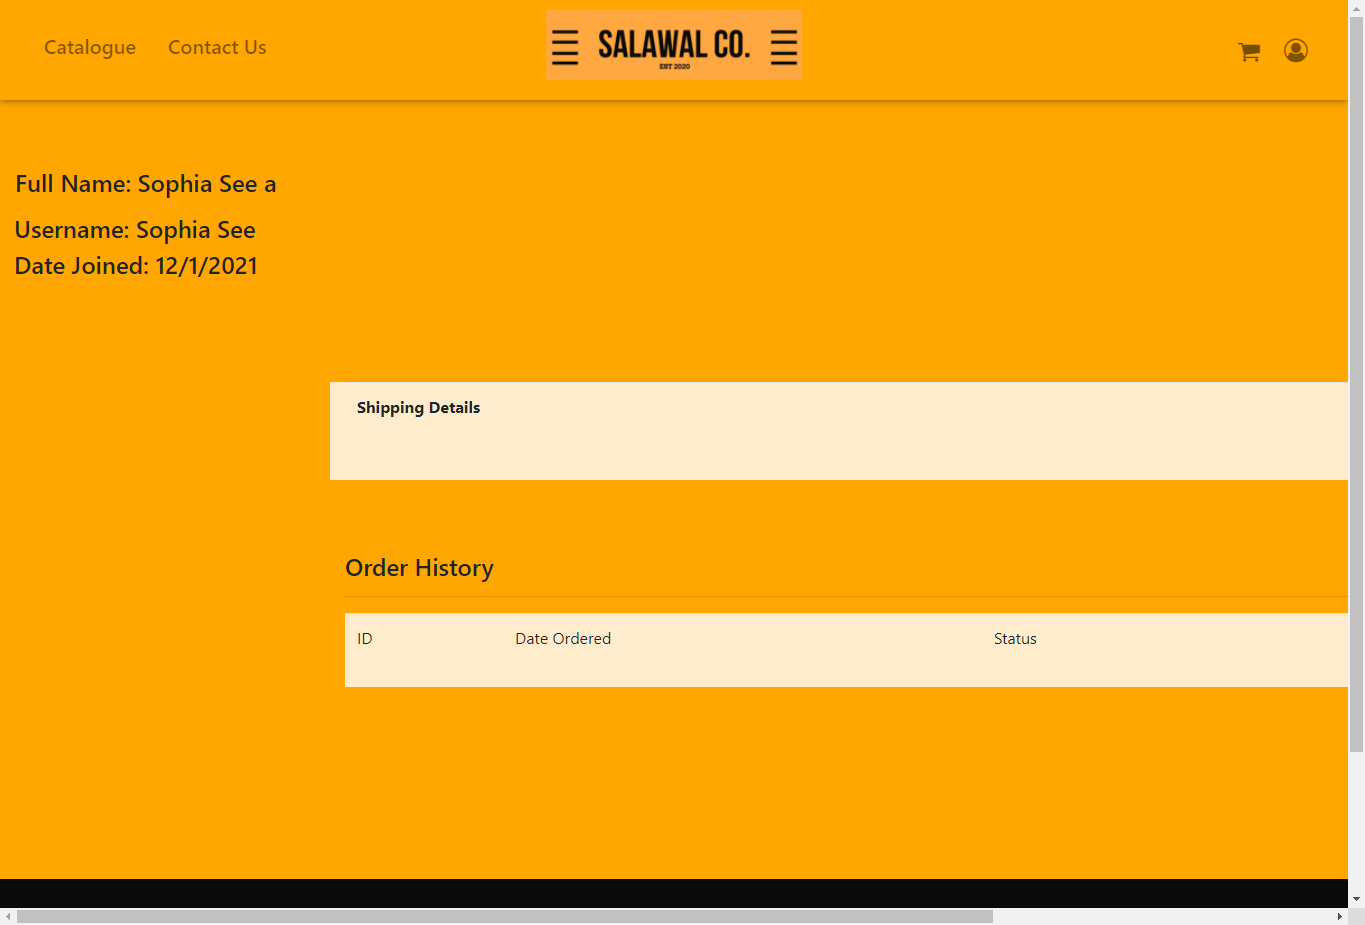 Catalogue Contact Us
SALAWAL CO.
EST 2020
Full Name: Sophia See a
Username: Sophia See
Date Joined: 12/1/2021
Shipping Details
Order History
ID Date Ordered Status